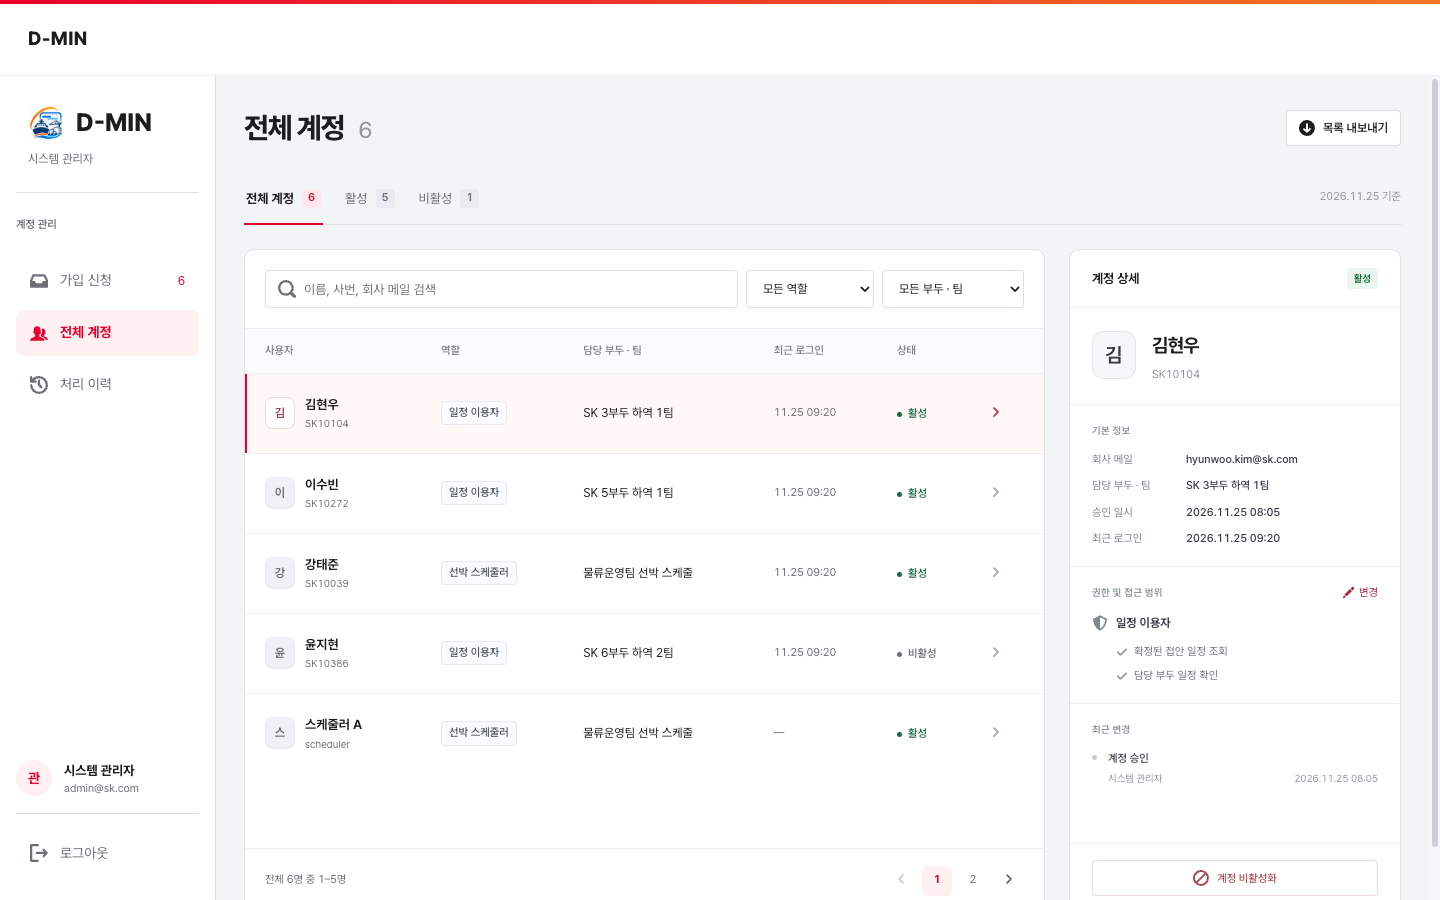 D-MIN
D-MIN
시스템 관리자
계정 관리
가입 신청 6
전체 계정
처리 이력
관 시스템 관리자
admin@sk.com
로그아웃
전체 계정 6
목록 내보내기
전체 계정 6 활성 5 비활성 1
2026.11.25 기준
이름, 사번, 회사 메일 검색
모든 역할
모든 부두 · 팀
사용자 역할 담당 부두 · 팀 최근 로그인 상태
김 김현우 일정 이용자 SK 3부두 하역 1팀 11.25 09:20 활성
SK10104
이 이수빈 일정 이용자 SK 5부두 하역 1팀 11.25 09:20 활성
SK10272
강 강태준 선박 스케줄러 물류운영팀 선박 스케줄 11.25 09:20 활성
SK10039
윤 윤지현 일정 이용자 SK 6부두 하역 2팀 11.25 09:20 비활성
SK10386
스 스케줄러 A 선박 스케줄러 물류운영팀 선박 스케줄 — 활성
scheduler
전체 6명 중 1–5명
1 2
계정 상세 활성
김 김현우
SK10104
기본 정보
회사 메일 hyunwoo.kim@sk.com
담당 부두 · 팀 SK 3부두 하역 1팀
승인 일시 2026.11.25 08:05
최근 로그인 2026.11.25 09:20
권한 및 접근 범위 변경
일정 이용자
확정된 접안 일정 조회
담당 부두 일정 확인
최근 변경
계정 승인
시스템 관리자 2026.11.25 08:05
계정 비활성화